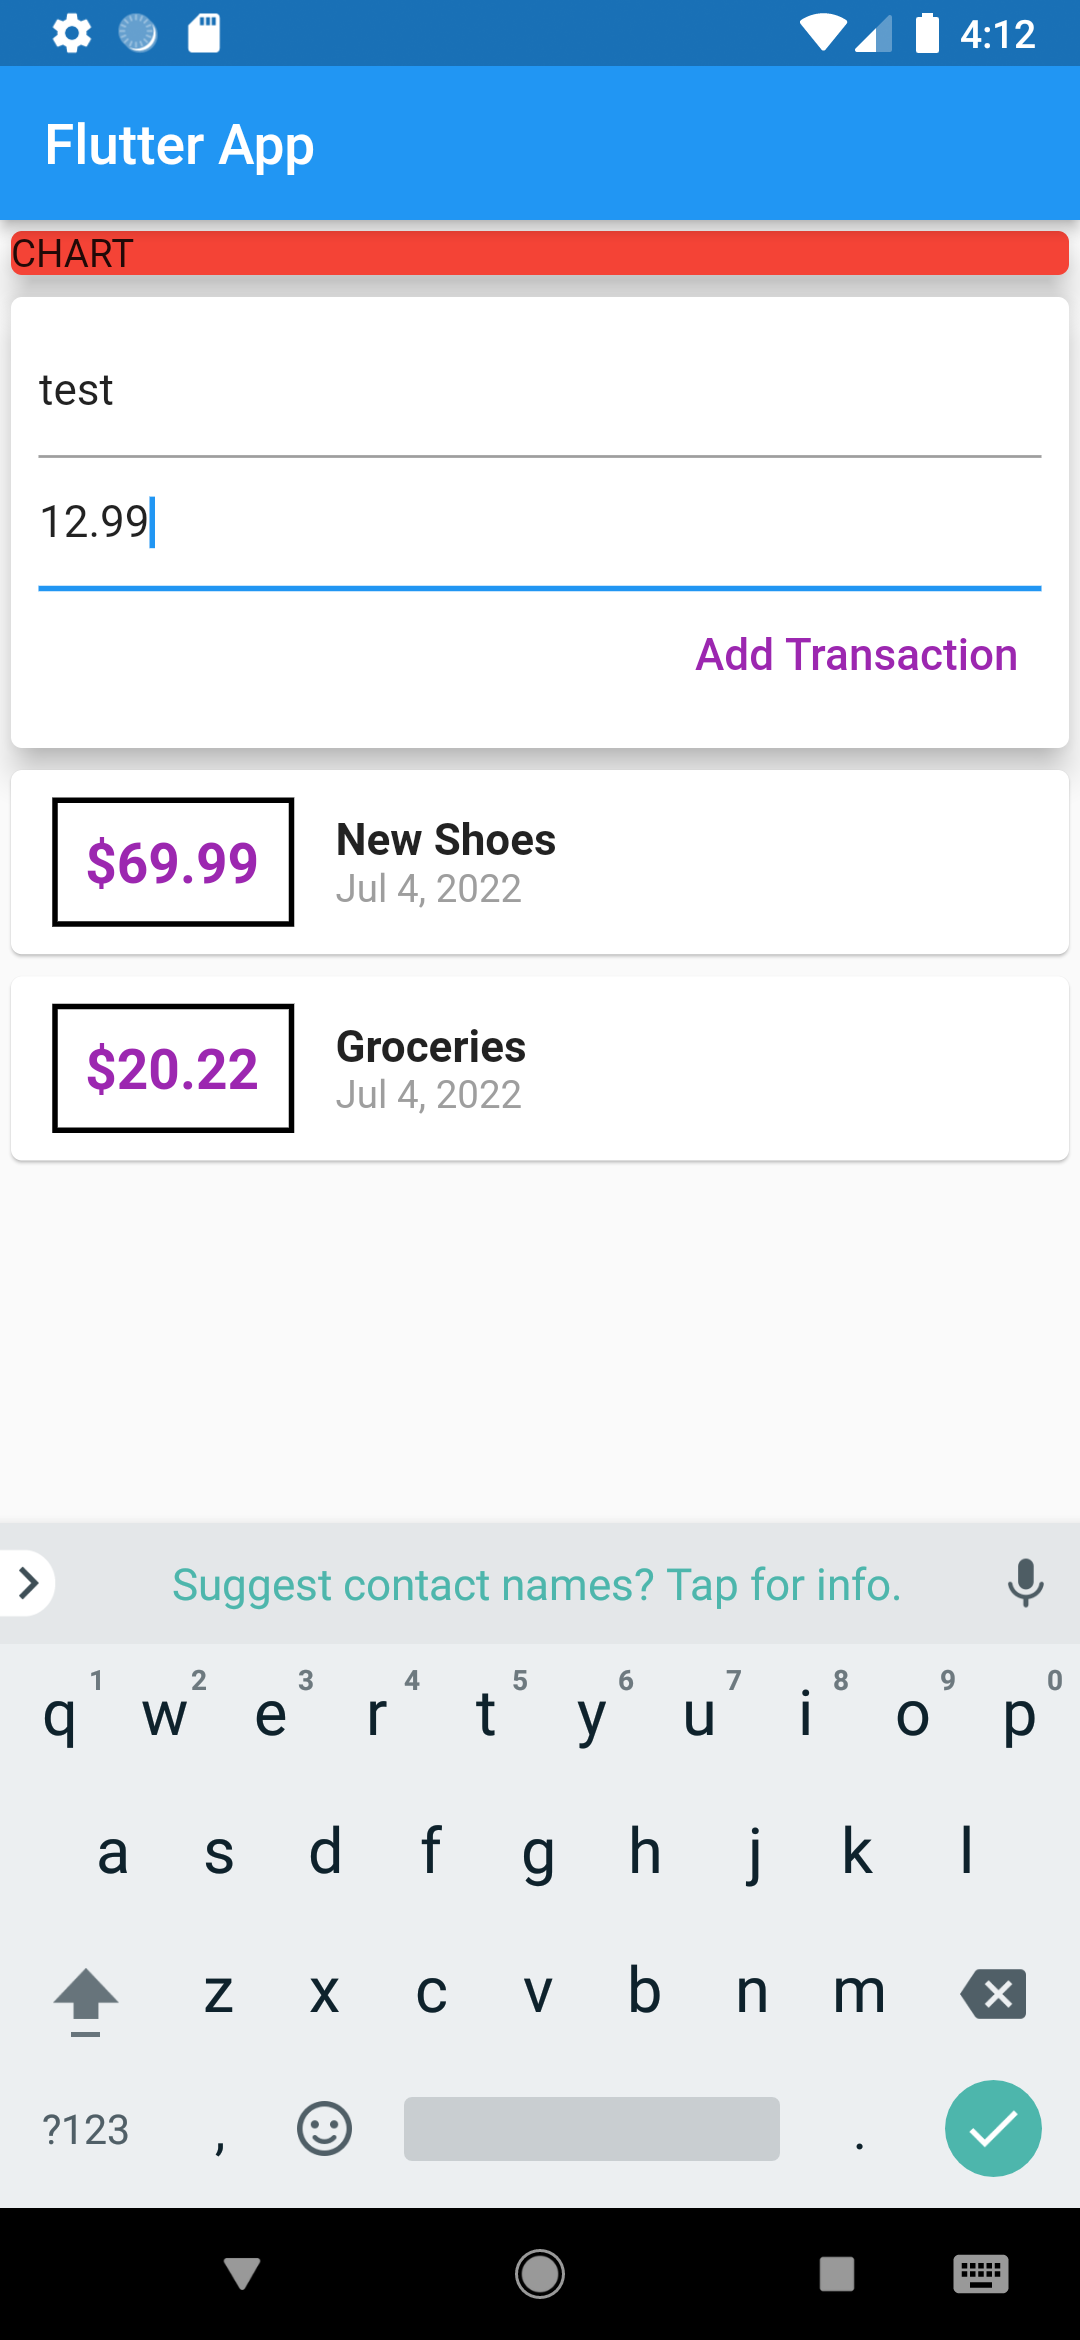 4:12
Flutter App
CHART
test
12.99
Add Transaction
$69.99
New Shoes
Jul 4, 2022
$20.22
Groceries
Jul 4, 2022
Suggest contact names? Tap for info.
q 1 w 2 e 3 r 4 t 5 y 6 u 7 i 8 o 9 p 0
a s d f g h j k l
z x c v b n m
?123 , .